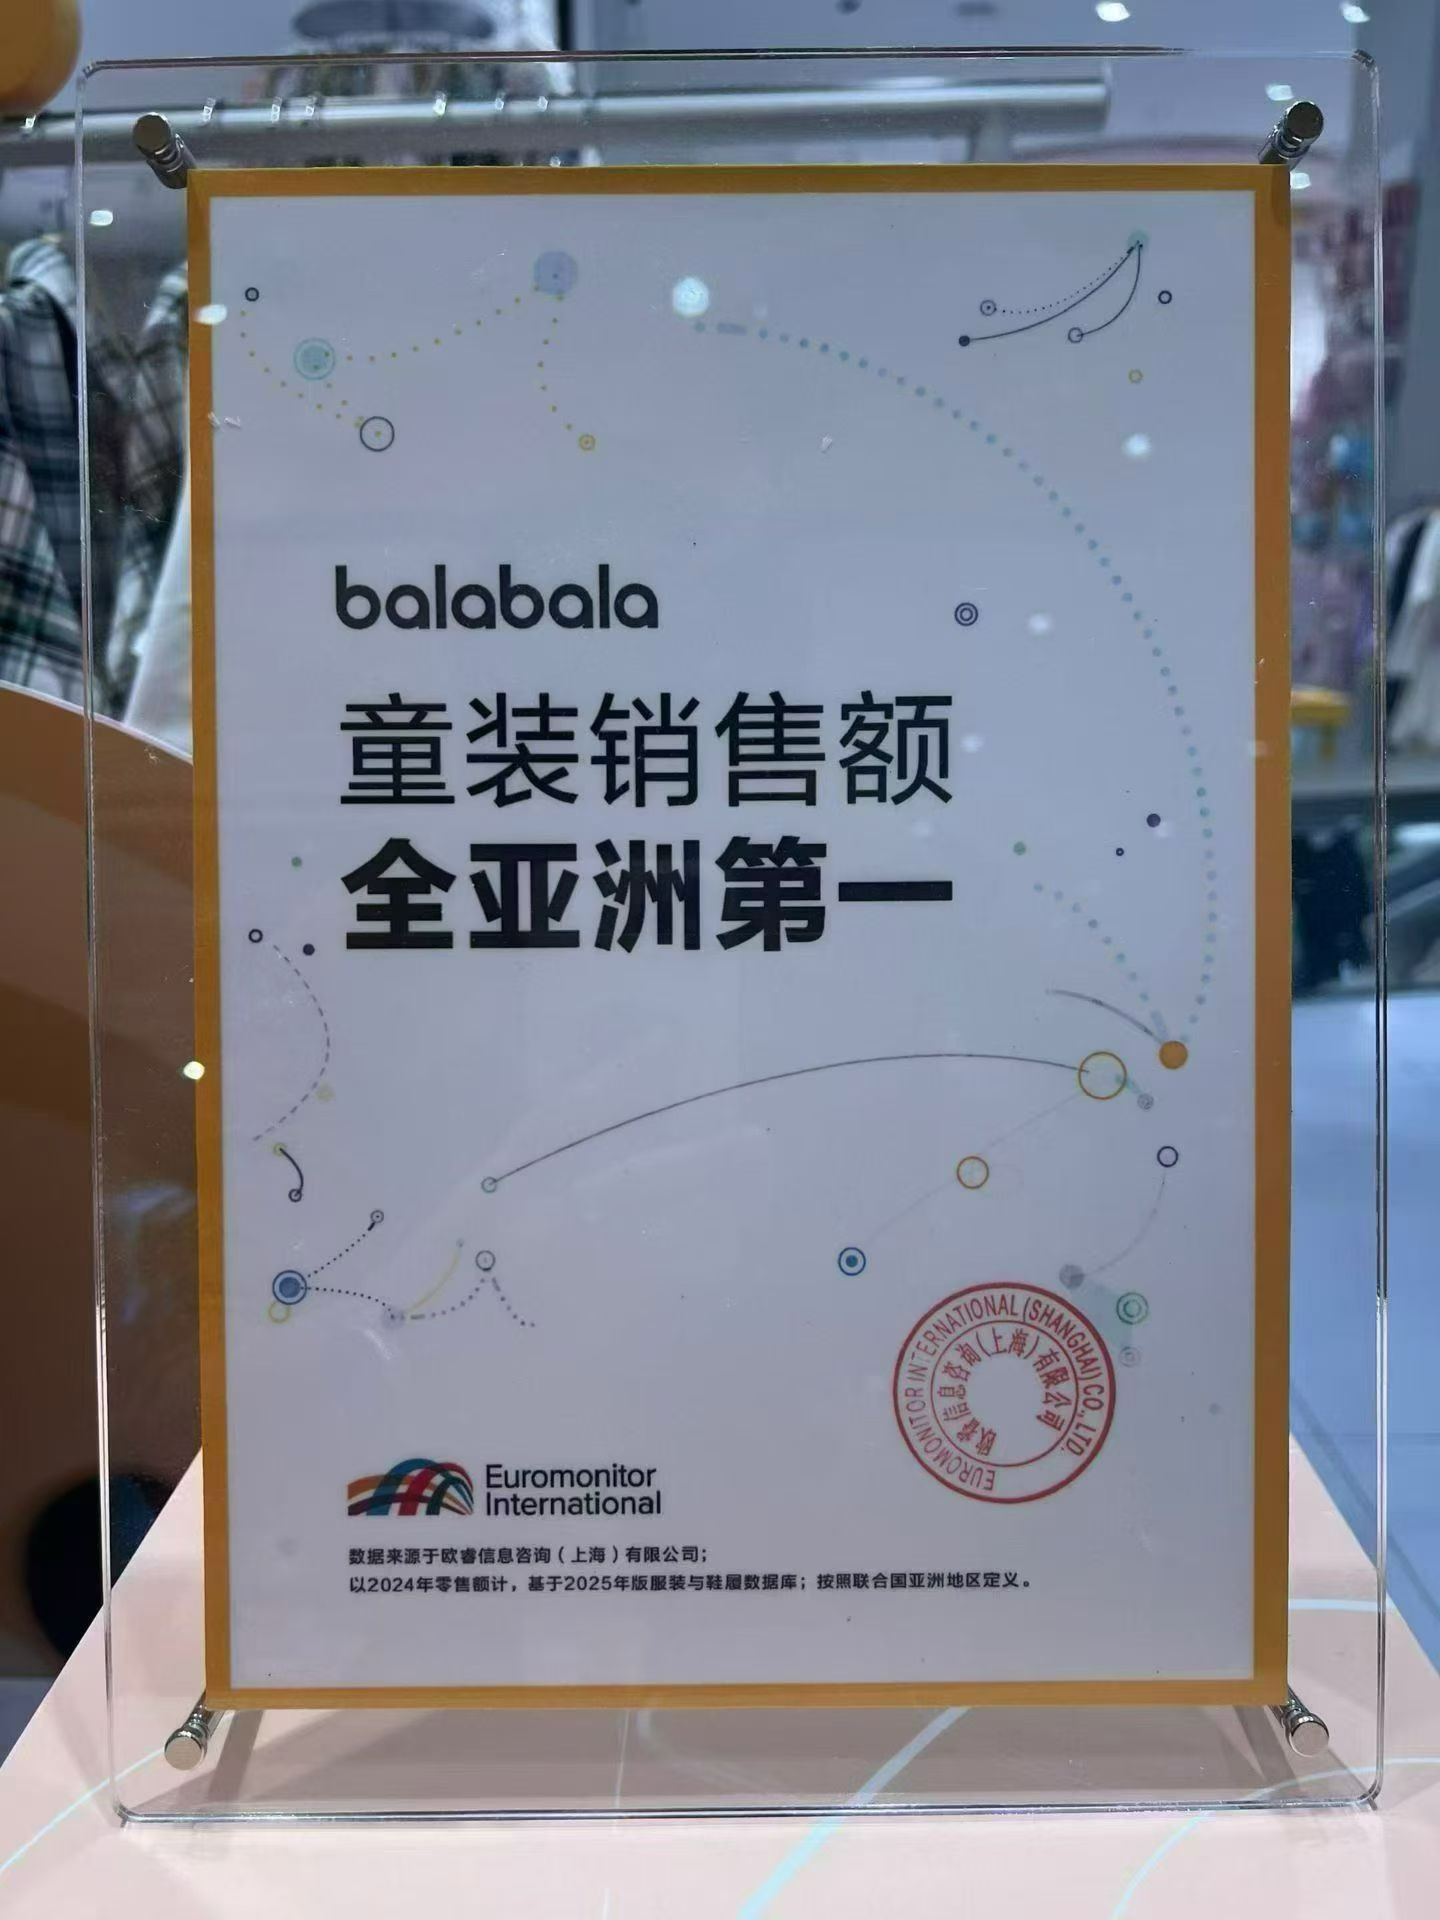 balabala
童装销售额
全亚洲第一
EUROMONITOR INTERNATIONAL (SHANGHAI) CO., LTD.
欧睿信息咨询(上海)有限公司
Euromonitor
International
数据来源于欧睿信息咨询（上海）有限公司；
以2024年零售额计，基于2025年版服装与鞋履数据库；按照联合国亚洲地区定义。